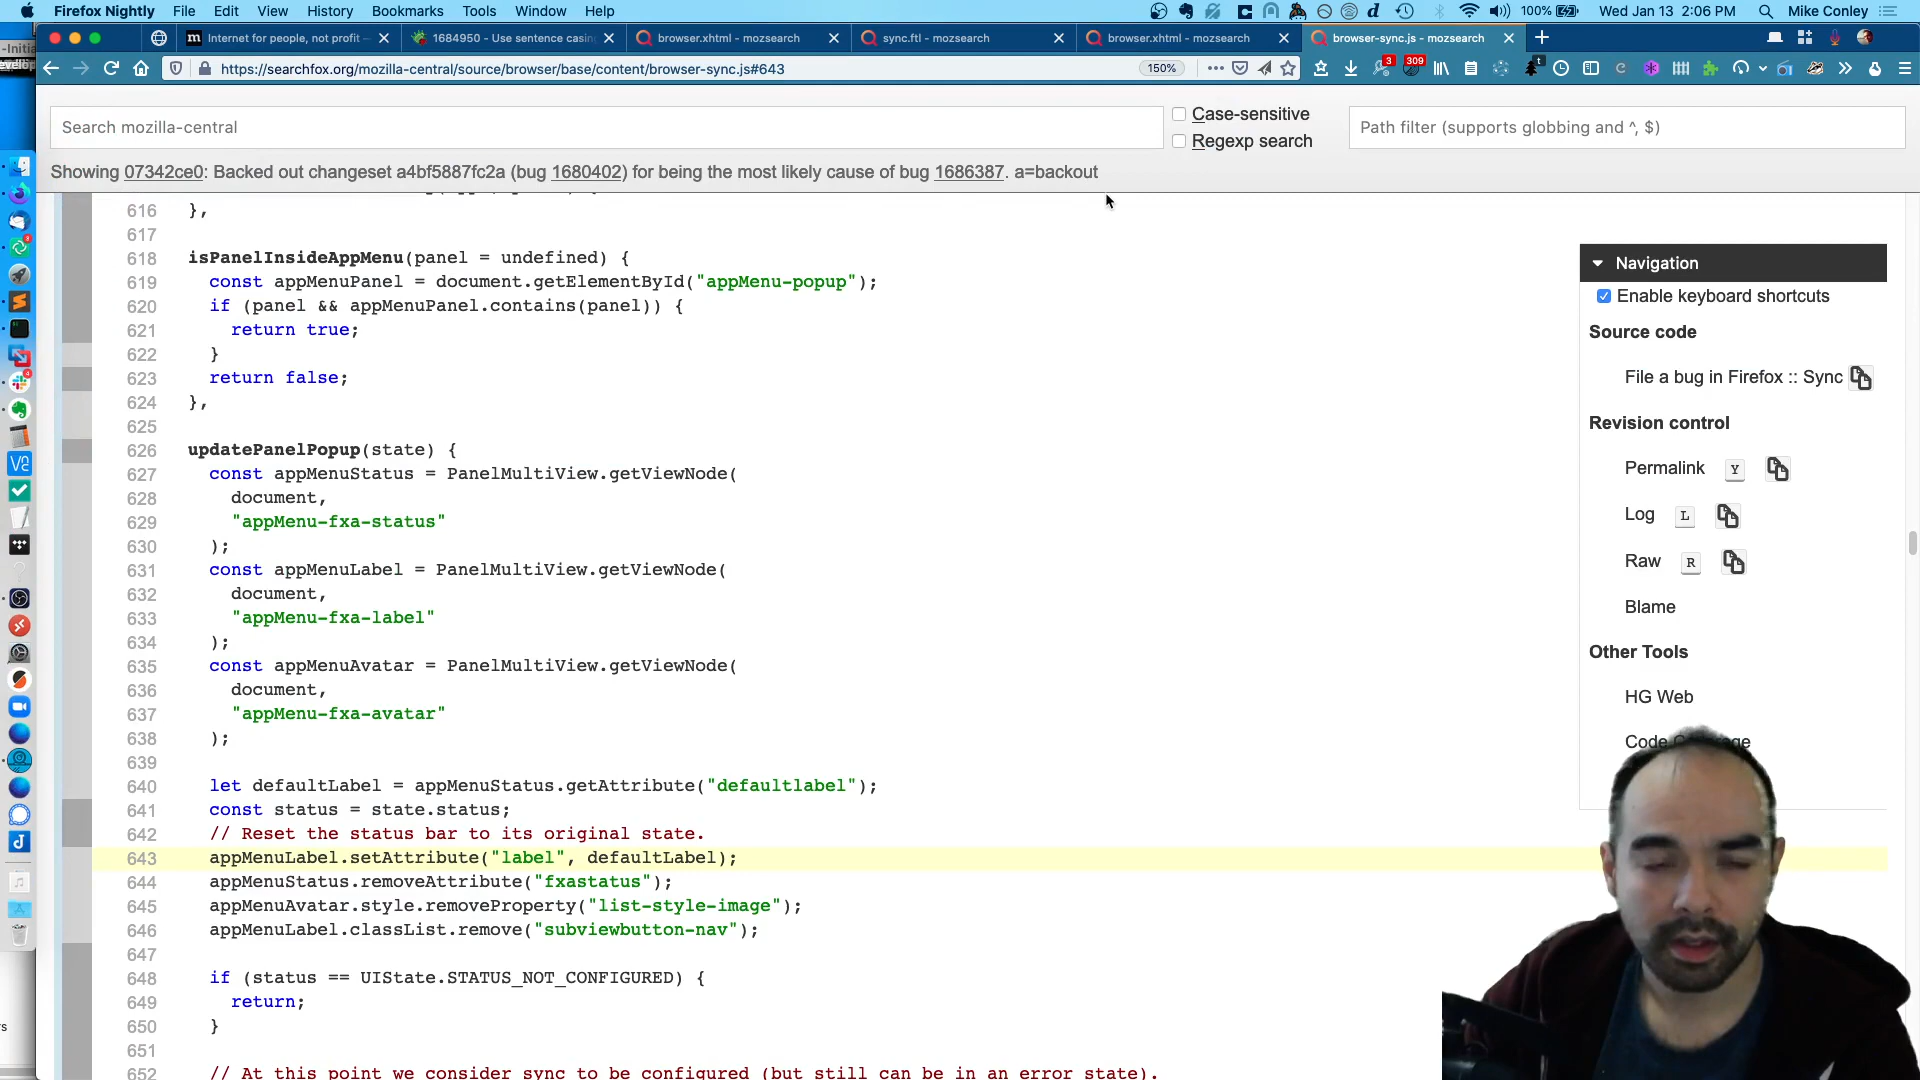 Firefox Nightly File Edit View History Bookmarks Tools Window Help 100% Wed Jan 13 2:06 PM Mike Conley
Internet for people, not profit — 1684950 - Use sentence casing browser.xhtml - mozsearch sync.ftl - mozsearch browser.xhtml - mozsearch browser-sync.js - mozsearch
https://searchfox.org/mozilla-central/source/browser/base/content/browser-sync.js#643 150% 3 309
Search mozilla-central
Case-sensitive
Regexp search
Path filter (supports globbing and ^, $)
Showing 07342ce0: Backed out changeset a4bf5887fc2a (bug 1680402) for being the most likely cause of bug 1686387. a=backout
616 },
617
618 isPanelInsideAppMenu(panel = undefined) {
619 const appMenuPanel = document.getElementById("appMenu-popup");
620 if (panel && appMenuPanel.contains(panel)) {
621 return true;
622 }
623 return false;
624 },
625
626 updatePanelPopup(state) {
627 const appMenuStatus = PanelMultiView.getViewNode(
628 document,
629 "appMenu-fxa-status"
630 );
631 const appMenuLabel = PanelMultiView.getViewNode(
632 document,
633 "appMenu-fxa-label"
634 );
635 const appMenuAvatar = PanelMultiView.getViewNode(
636 document,
637 "appMenu-fxa-avatar"
638 );
639
640 let defaultLabel = appMenuStatus.getAttribute("defaultlabel");
641 const status = state.status;
642 // Reset the status bar to its original state.
643 appMenuLabel.setAttribute("label", defaultLabel);
644 appMenuStatus.removeAttribute("fxastatus");
645 appMenuAvatar.style.removeProperty("list-style-image");
646 appMenuLabel.classList.remove("subviewbutton-nav");
647
648 if (status == UIState.STATUS_NOT_CONFIGURED) {
649 return;
650 }
651
652 // At this point we consider sync to be configured (but still can be in an error state).
Navigation
Enable keyboard shortcuts
Source code
File a bug in Firefox :: Sync
Revision control
Permalink Y
Log L
Raw R
Blame
Other Tools
HG Web